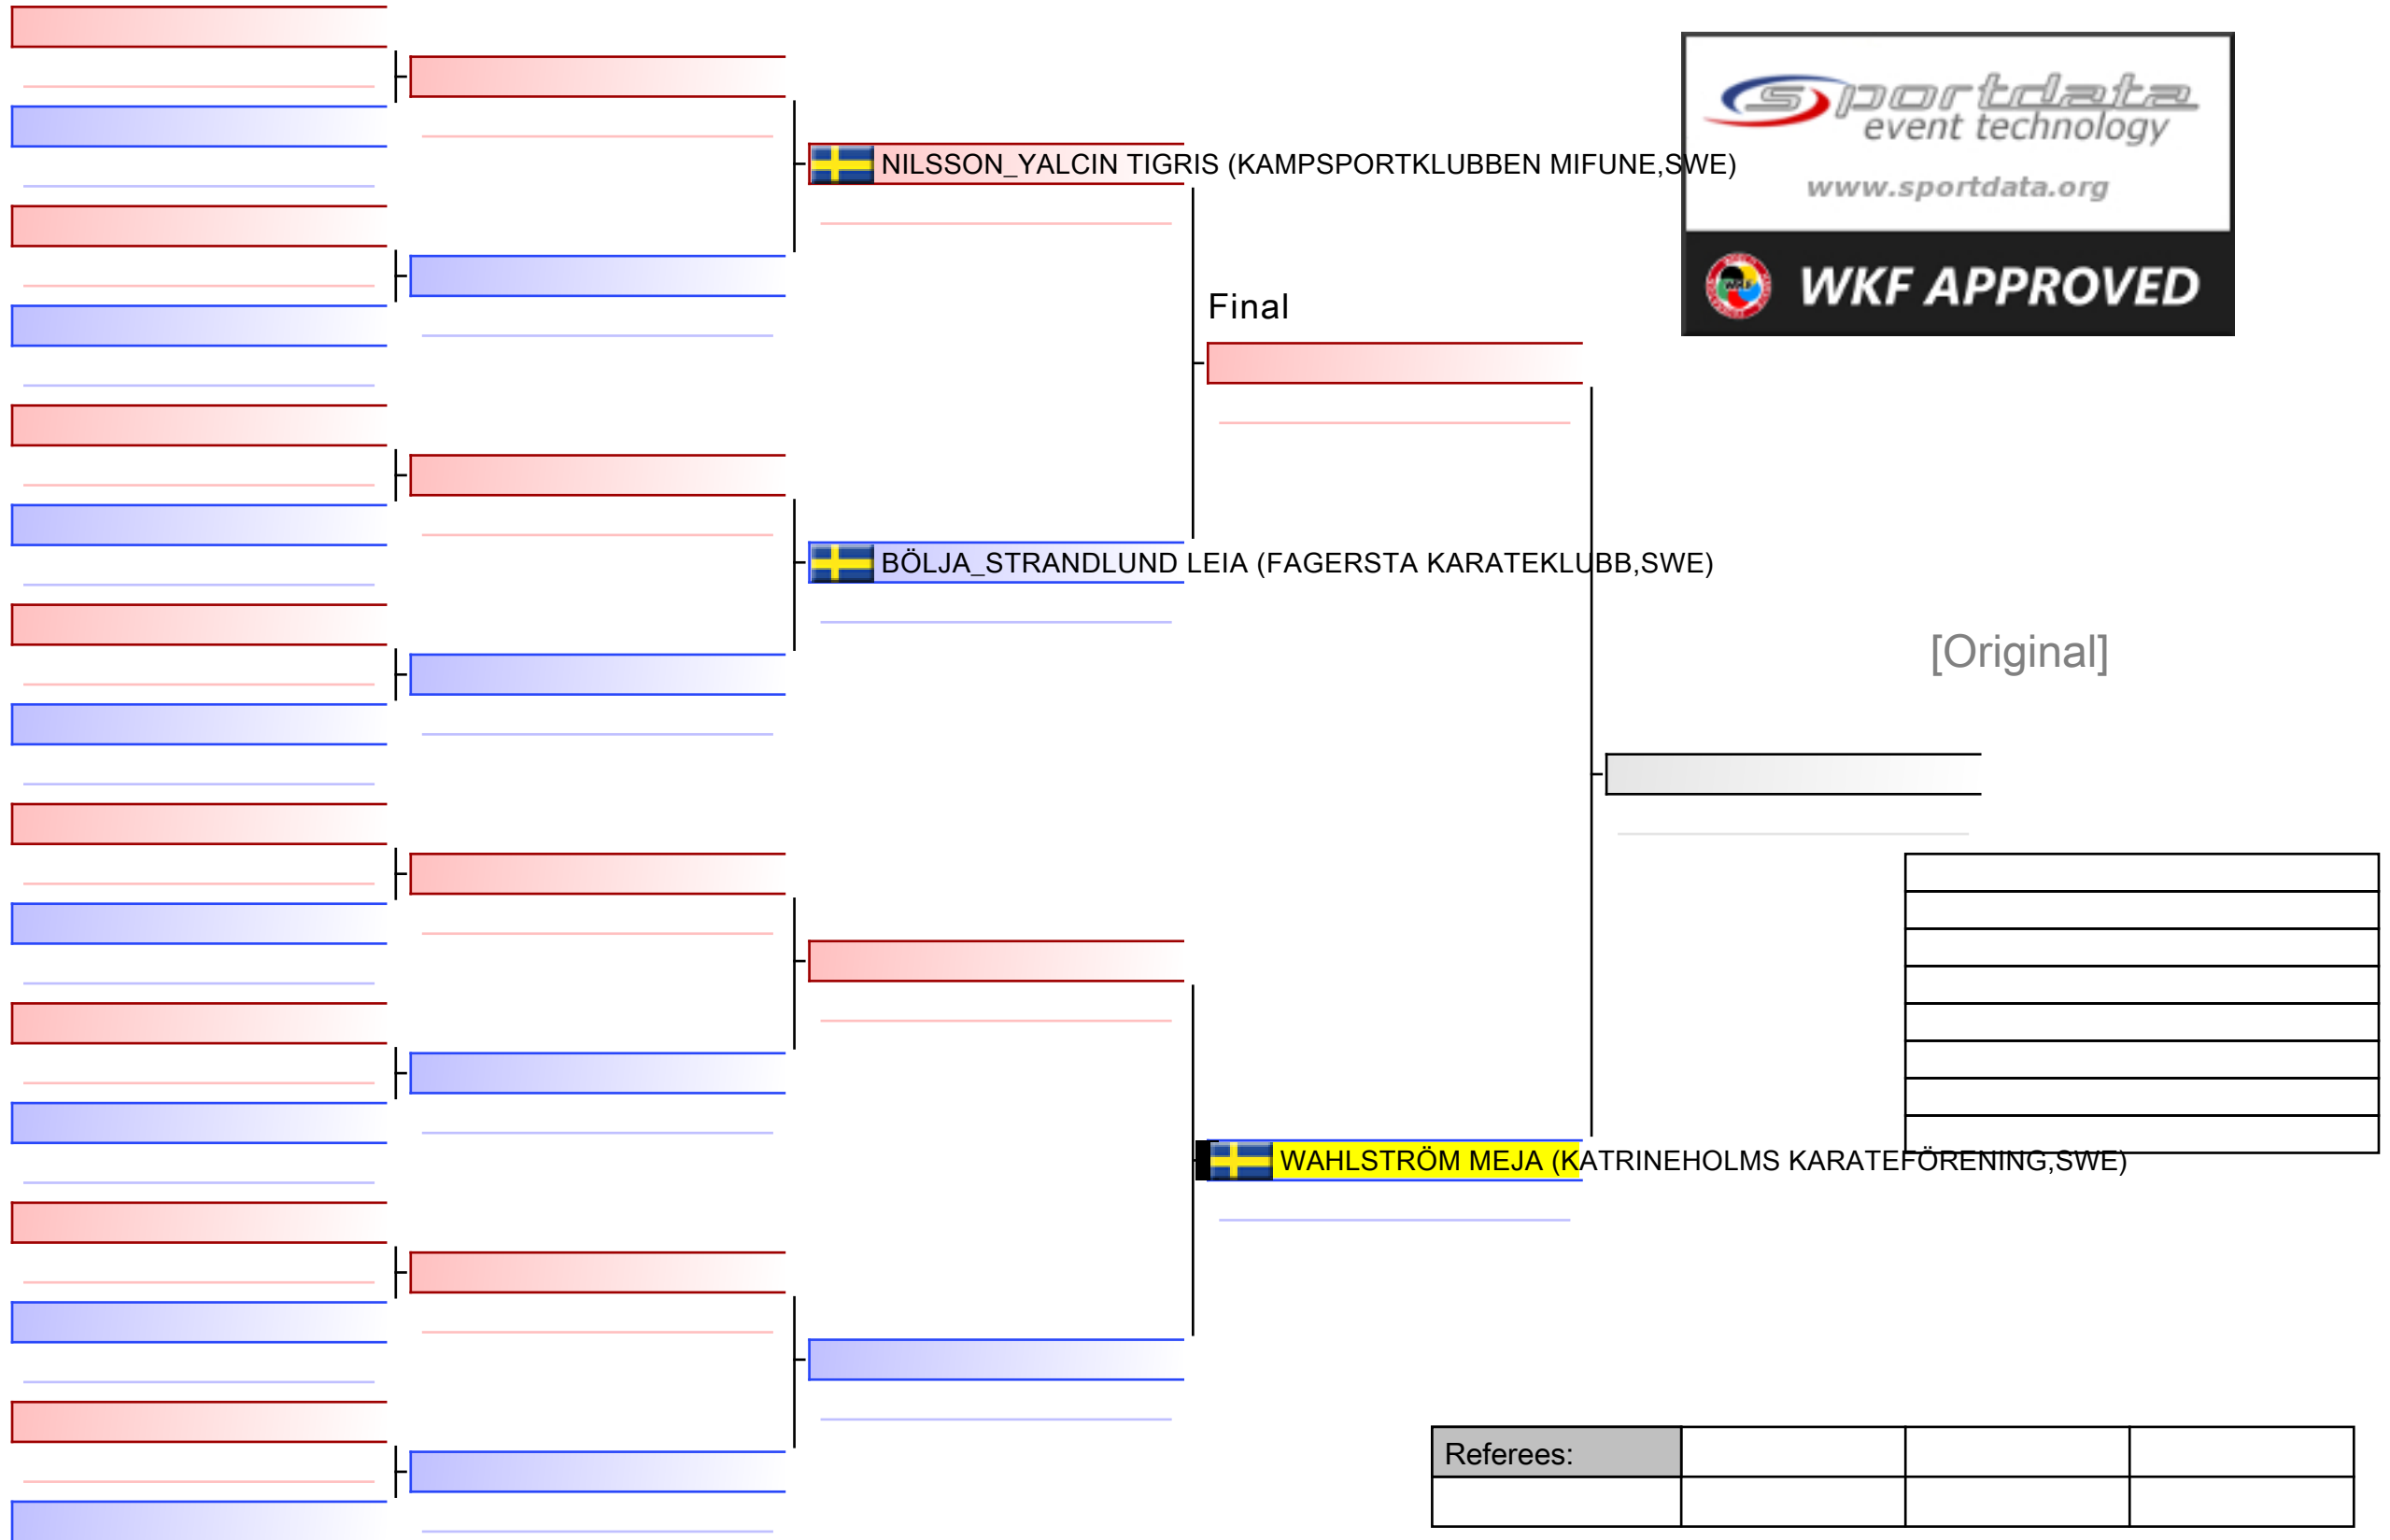 sportdata
event technology
www.sportdata.org
WKF APPROVED
NILSSON_YALCIN TIGRIS (KAMPSPORTKLUBBEN MIFUNE,SWE)
Final
BÖLJA_STRANDLUND LEIA (FAGERSTA KARATEKLUBB,SWE)
[Original]
WAHLSTRÖM MEJA (KATRINEHOLMS KARATEFÖRENING,SWE)
Referees: